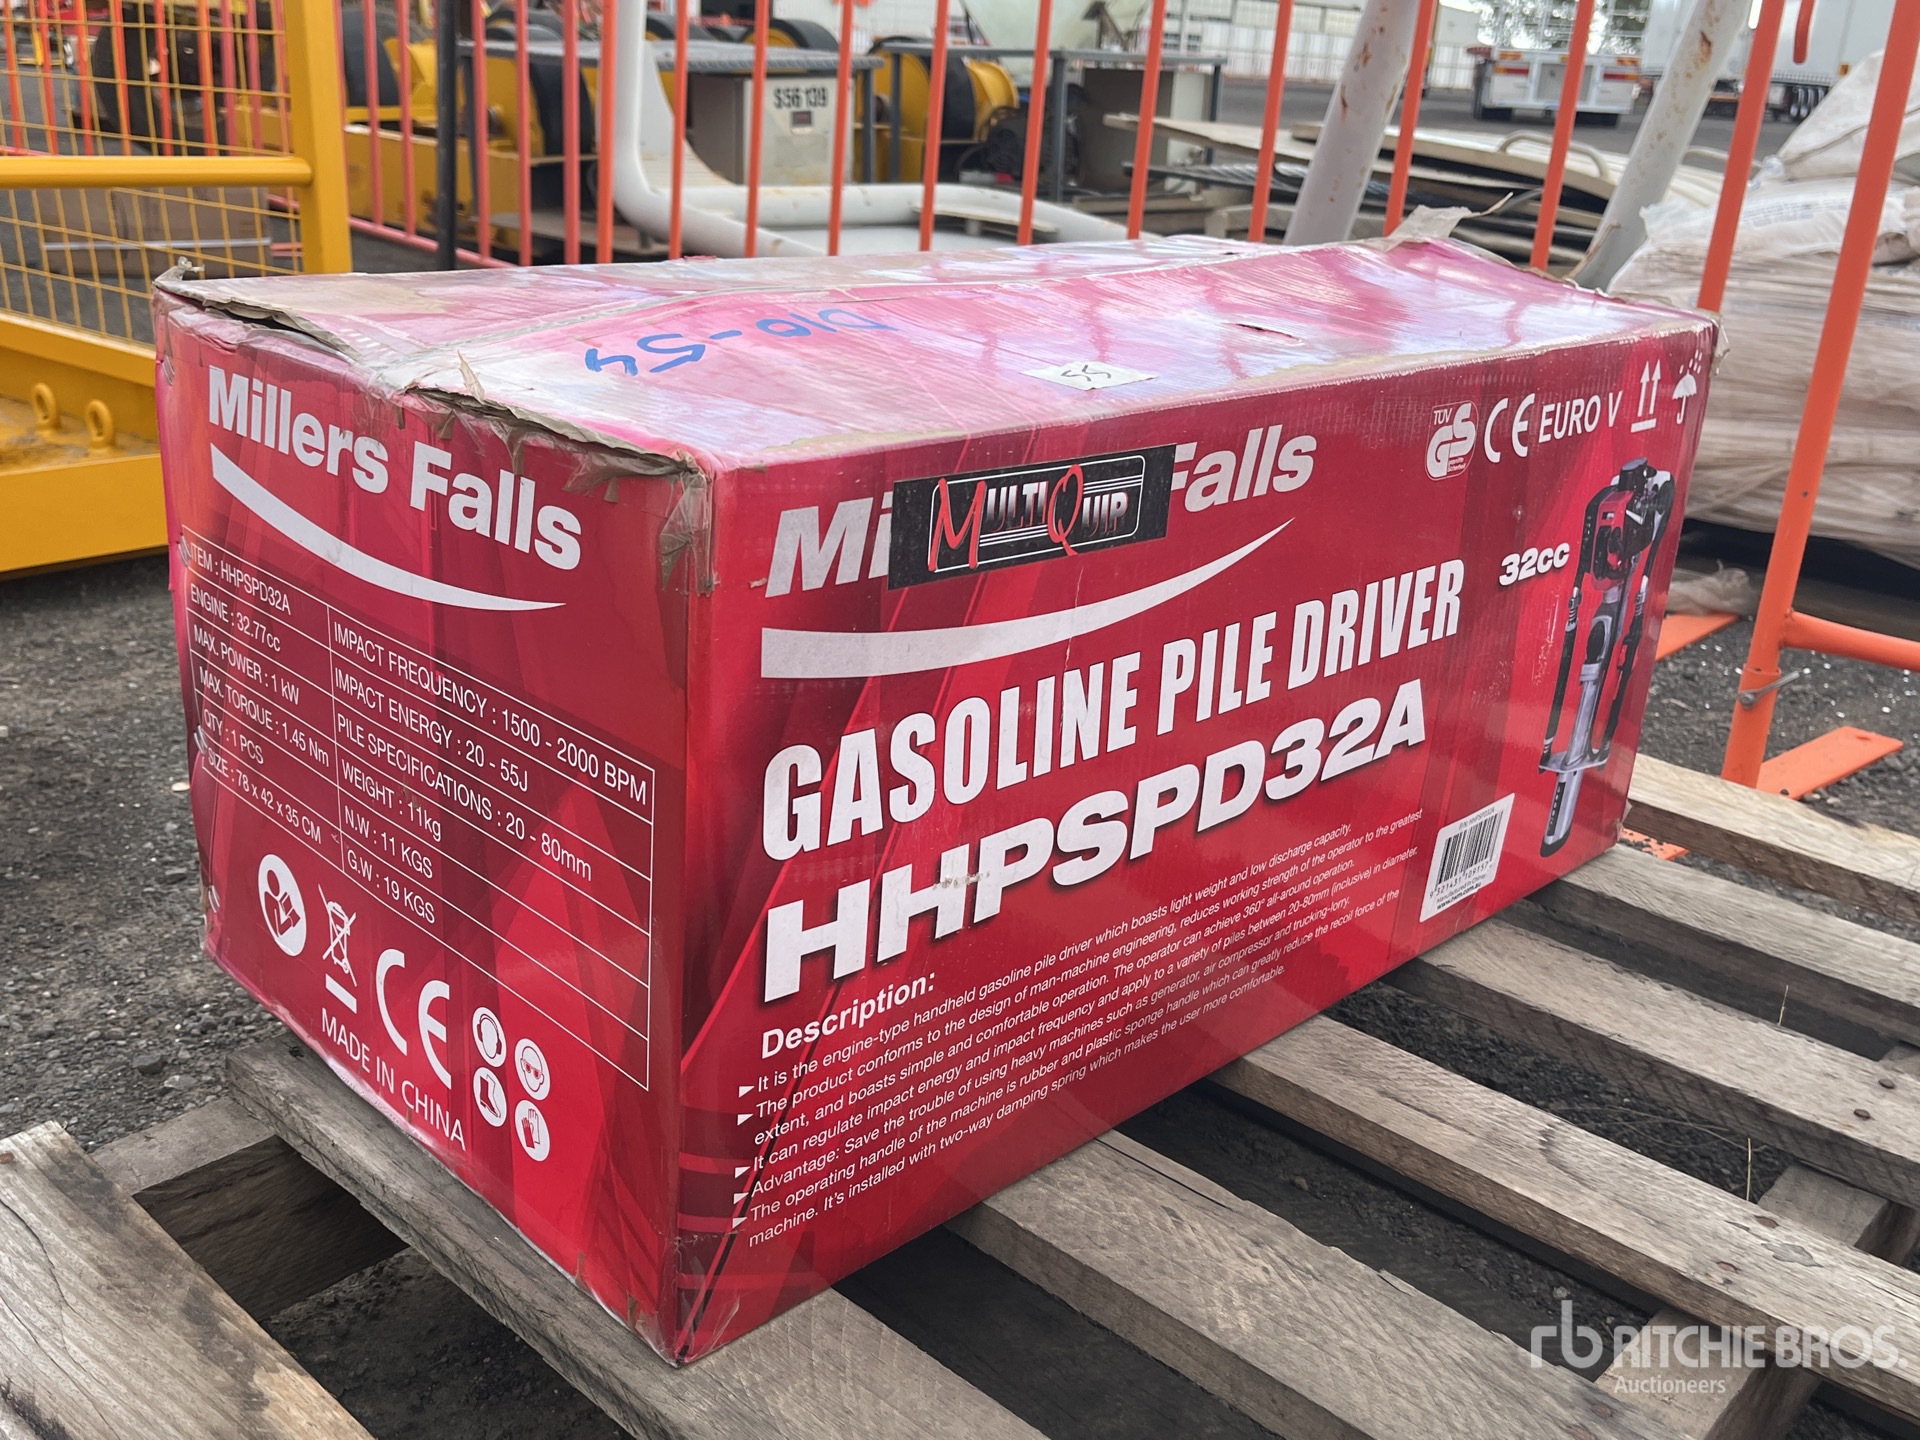 S56 139
D10-54
55
Millers Falls
ITEM : HHPSPD32A
ENGINE : 32.77cc
MAX. POWER : 1 kW
MAX. TORQUE : 1.45 Nm
QTY : 1 PCS
SIZE : 78 x 42 x 35 CM
IMPACT FREQUENCY : 1500 - 2000 BPM
IMPACT ENERGY : 20 - 55J
PILE SPECIFICATIONS : 20 - 80mm
WEIGHT : 11kg
N.W : 11 KGS
G.W : 19 KGS
CE
MADE IN CHINA
Mi Falls
MULTIQUIP
TÜV
GS
CE EURO V
32cc
GASOLINE PILE DRIVER
HHPSPD32A
Description:
It is the engine-type handheld gasoline pile driver which boasts light weight and low discharge capacity.
The product conforms to the design of man-machine engineering, reduces working strength of the operator to the greatest
extent, and boasts simple and comfortable operation. The operator can achieve 360° all-around operation.
It can regulate impact energy and impact frequency and apply to a variety of piles between 20-80mm (inclusive) in diameter.
Advantage: Save the trouble of using heavy machines such as generator, air compressor and trucking-lorry.
The operating handle of the machine is rubber and plastic sponge handle which can greatly reduce the recoil force of the
machine. It's installed with two-way damping spring which makes the user more comfortable.
P/N: HHPSPD32A
rb RITCHIE BROS.
Auctioneers